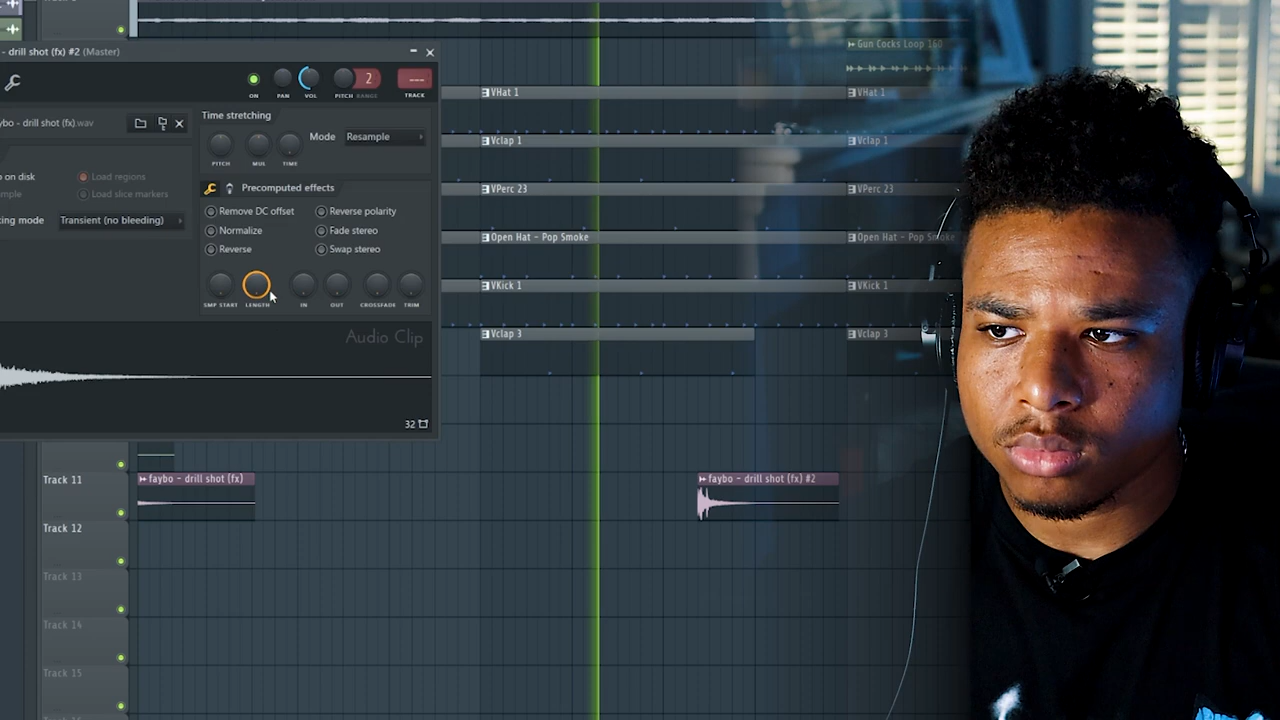 - drill shot (fx) #2 (Master)
Gun Cocks Loop 160
2
ON
PAN
VOL
PITCH
RANGE
TRACK
VHat 1
VHat 1
Time stretching
- drill shot (fx).wav
Mode
Resample
Vclap 1
Vclap 1
PITCH
MUL
TIME
on disk
Load regions
Precomputed effects
VPerc 23
VPerc 23
Load slice markers
Remove DC offset
Reverse polarity
mode
Transient (no bleeding)
Normalize
Fade stereo
Open Hat - Pop Smoke
Open Hat - Pop Smoke
Reverse
Swap stereo
VKick 1
VKick 1
SMP START
LENGTH
IN
OUT
CROSSFADE
TRIM
Audio Clip
Vclap 3
Vclap 3
32
Track 11
faybo - drill shot (fx)
faybo - drill shot (fx) #2
Track 12
Track 13
Track 14
Track 15